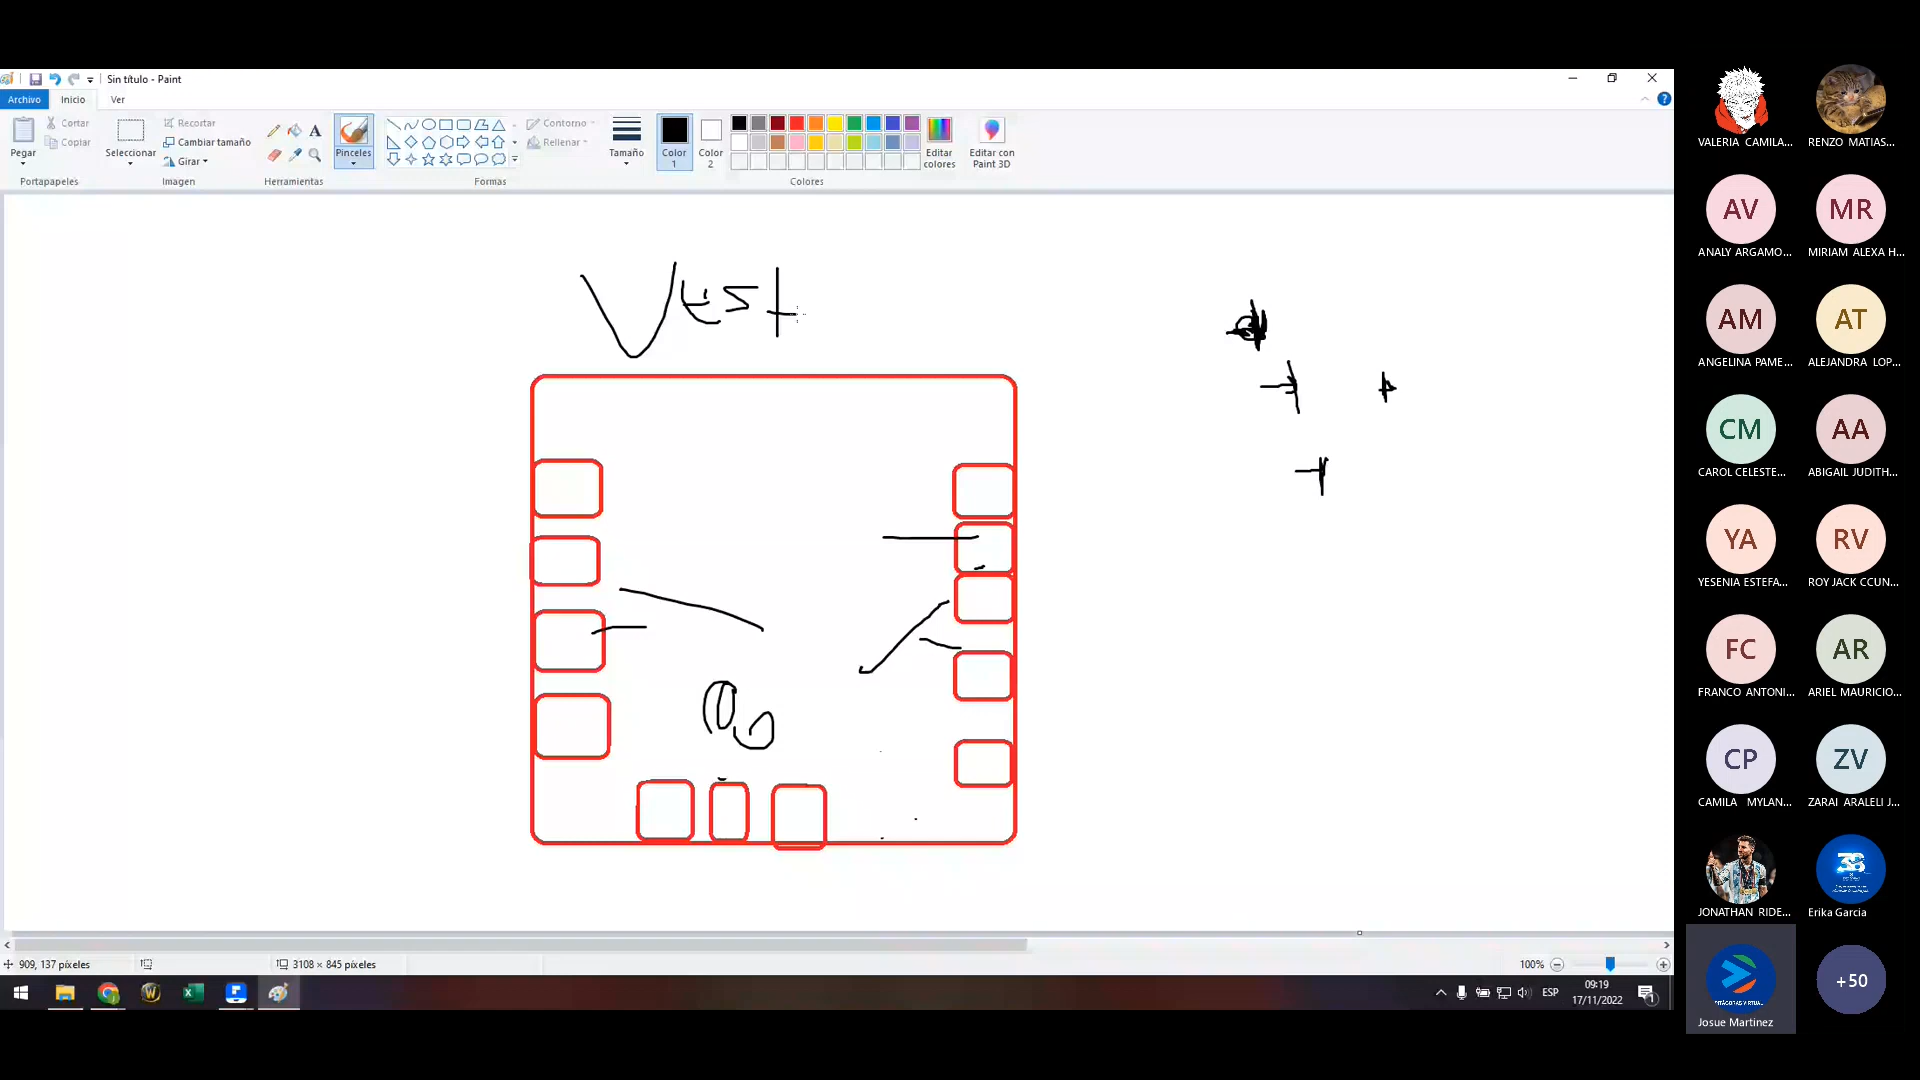 Sin título - Paint
Archivo Inicio Ver
Pegar
Cortar
Copiar
Portapapeles
Seleccionar
Recortar
Cambiar tamaño
Girar
Imagen
Herramientas
Pinceles
Contorno
Rellenar
Formas
Tamaño
Color 1
Color 2
Editar colores
Editar con Paint 3D
Colores
Vest
909, 137 píxeles
3108 × 845 píxeles
100%
ESP
09:19
17/11/2022
VALERIA CAMILA...
RENZO MATIAS...
AV
ANALY ARGAMO...
MR
MIRIAM ALEXA H...
AM
ANGELINA PAME...
AT
ALEJANDRA LOP...
CM
CAROL CELESTE...
AA
ABIGAIL JUDITH...
YA
YESENIA ESTEFA...
RV
ROY JACK CCUN...
FC
FRANCO ANTONI...
AR
ARIEL MAURICIO...
CP
CAMILA MYLAN...
ZV
ZARAI ARALELI J...
JONATHAN RIDE...
38
Erika Garcia
PITÁGORAS VIRTUAL
Josue Martinez
+50